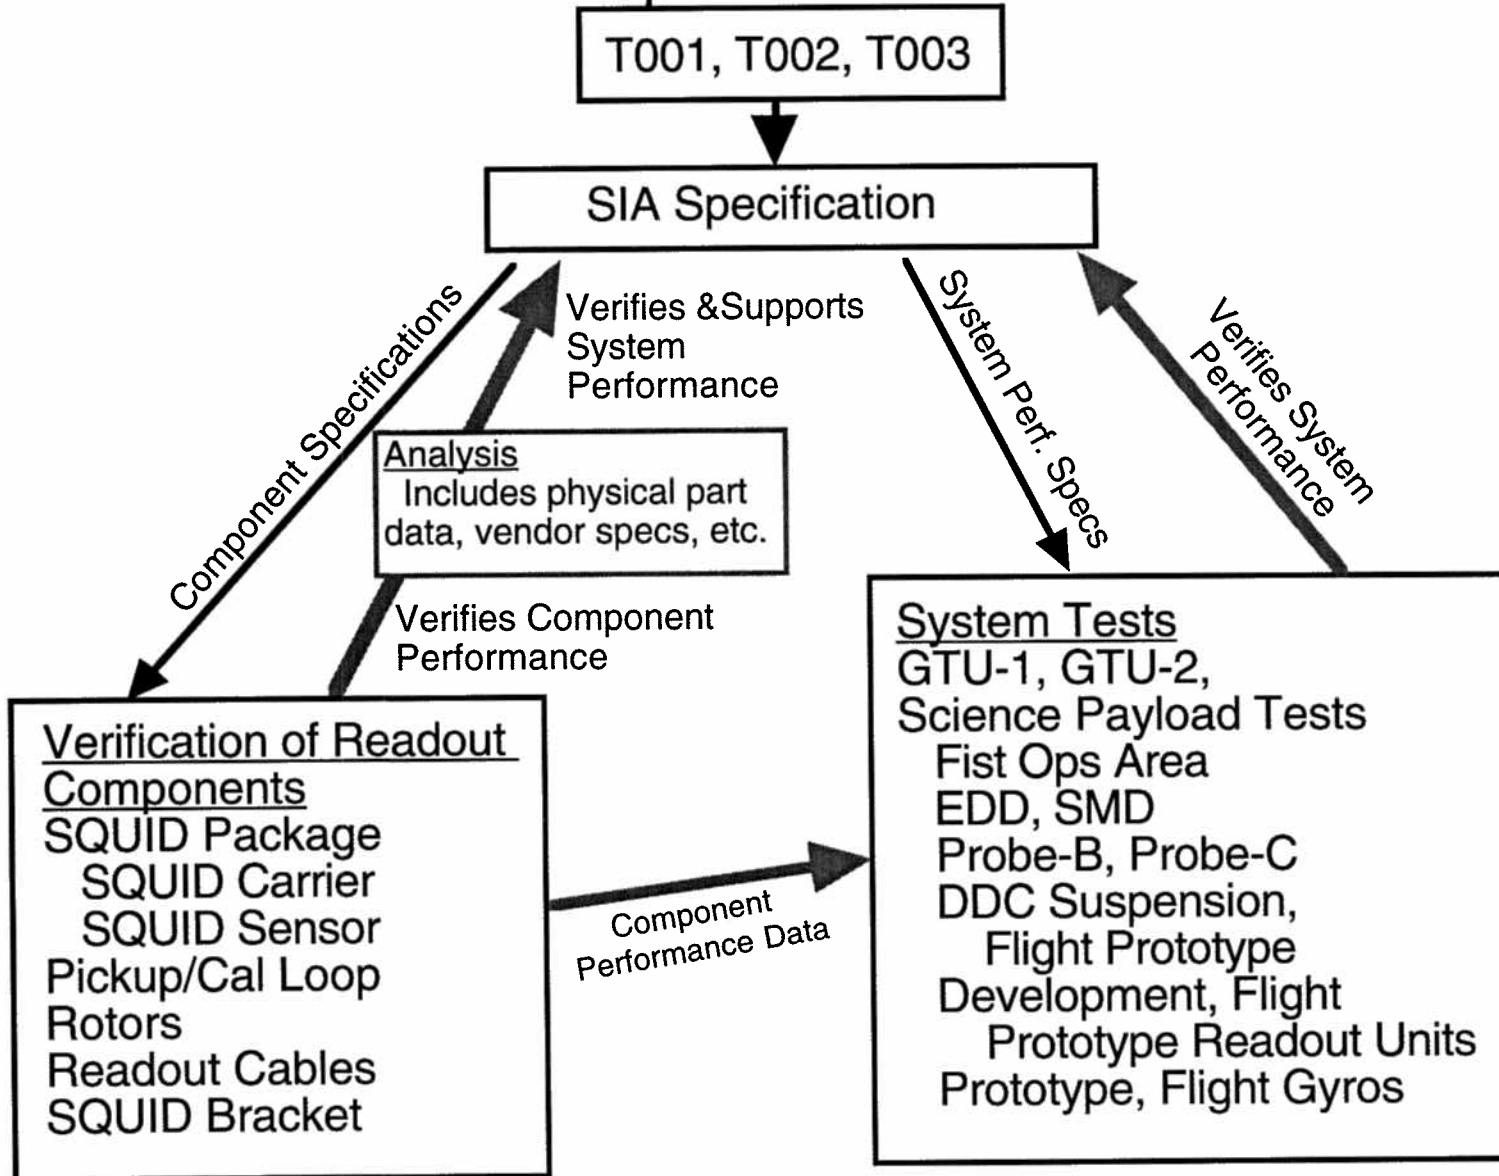 T001, T002, T003
SIA Specification
Component Specifications
Verifies &Supports
System
Performance
System Perf. Specs
Verifies System
Performance
Analysis
Includes physical part
data, vendor specs, etc.
Verifies Component
Performance
Verification of Readout
Components
SQUID Package
SQUID Carrier
SQUID Sensor
Pickup/Cal Loop
Rotors
Readout Cables
SQUID Bracket
Component
Performance Data
System Tests
GTU-1, GTU-2,
Science Payload Tests
Fist Ops Area
EDD, SMD
Probe-B, Probe-C
DDC Suspension,
Flight Prototype
Development, Flight
Prototype Readout Units
Prototype, Flight Gyros